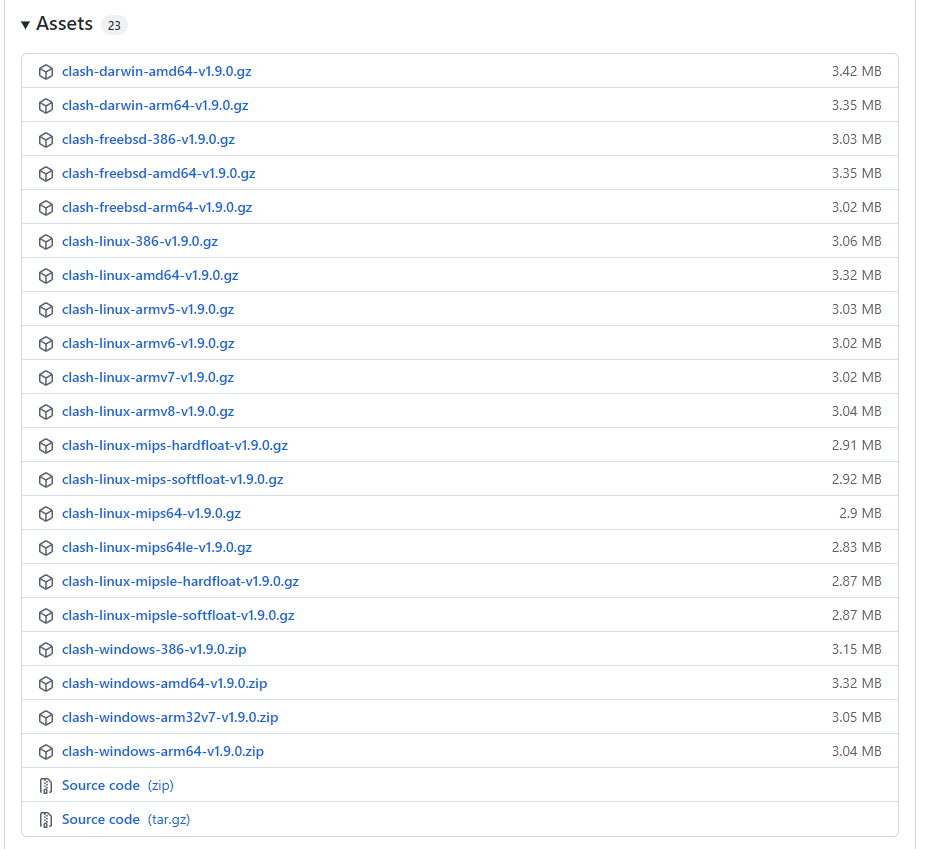 Assets 23
clash-darwin-amd64-v1.9.0.gz 3.42 MB
clash-darwin-arm64-v1.9.0.gz 3.35 MB
clash-freebsd-386-v1.9.0.gz 3.03 MB
clash-freebsd-amd64-v1.9.0.gz 3.35 MB
clash-freebsd-arm64-v1.9.0.gz 3.02 MB
clash-linux-386-v1.9.0.gz 3.06 MB
clash-linux-amd64-v1.9.0.gz 3.32 MB
clash-linux-armv5-v1.9.0.gz 3.03 MB
clash-linux-armv6-v1.9.0.gz 3.02 MB
clash-linux-armv7-v1.9.0.gz 3.02 MB
clash-linux-armv8-v1.9.0.gz 3.04 MB
clash-linux-mips-hardfloat-v1.9.0.gz 2.91 MB
clash-linux-mips-softfloat-v1.9.0.gz 2.92 MB
clash-linux-mips64-v1.9.0.gz 2.9 MB
clash-linux-mips64le-v1.9.0.gz 2.83 MB
clash-linux-mipsle-hardfloat-v1.9.0.gz 2.87 MB
clash-linux-mipsle-softfloat-v1.9.0.gz 2.87 MB
clash-windows-386-v1.9.0.zip 3.15 MB
clash-windows-amd64-v1.9.0.zip 3.32 MB
clash-windows-arm32v7-v1.9.0.zip 3.05 MB
clash-windows-arm64-v1.9.0.zip 3.04 MB
Source code (zip)
Source code (tar.gz)